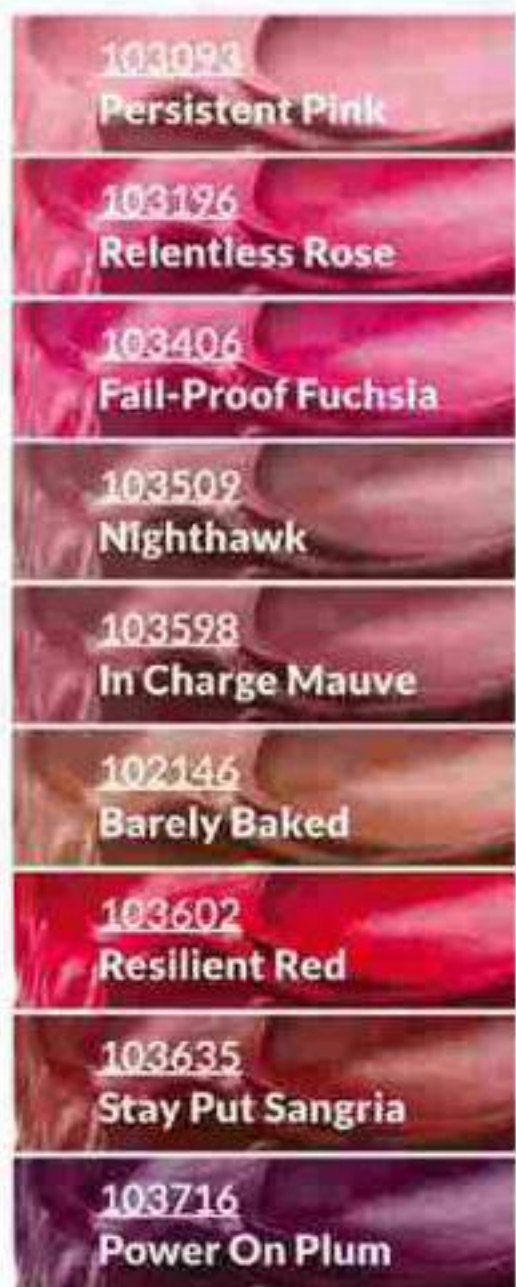 103093
Persistent Pink
103196
Relentless Rose
103406
Fail-Proof Fuchsia
103509
Nighthawk
103598
In Charge Mauve
102146
Barely Baked
103602
Resilient Red
103635
Stay Put Sangria
103716
Power On Plum